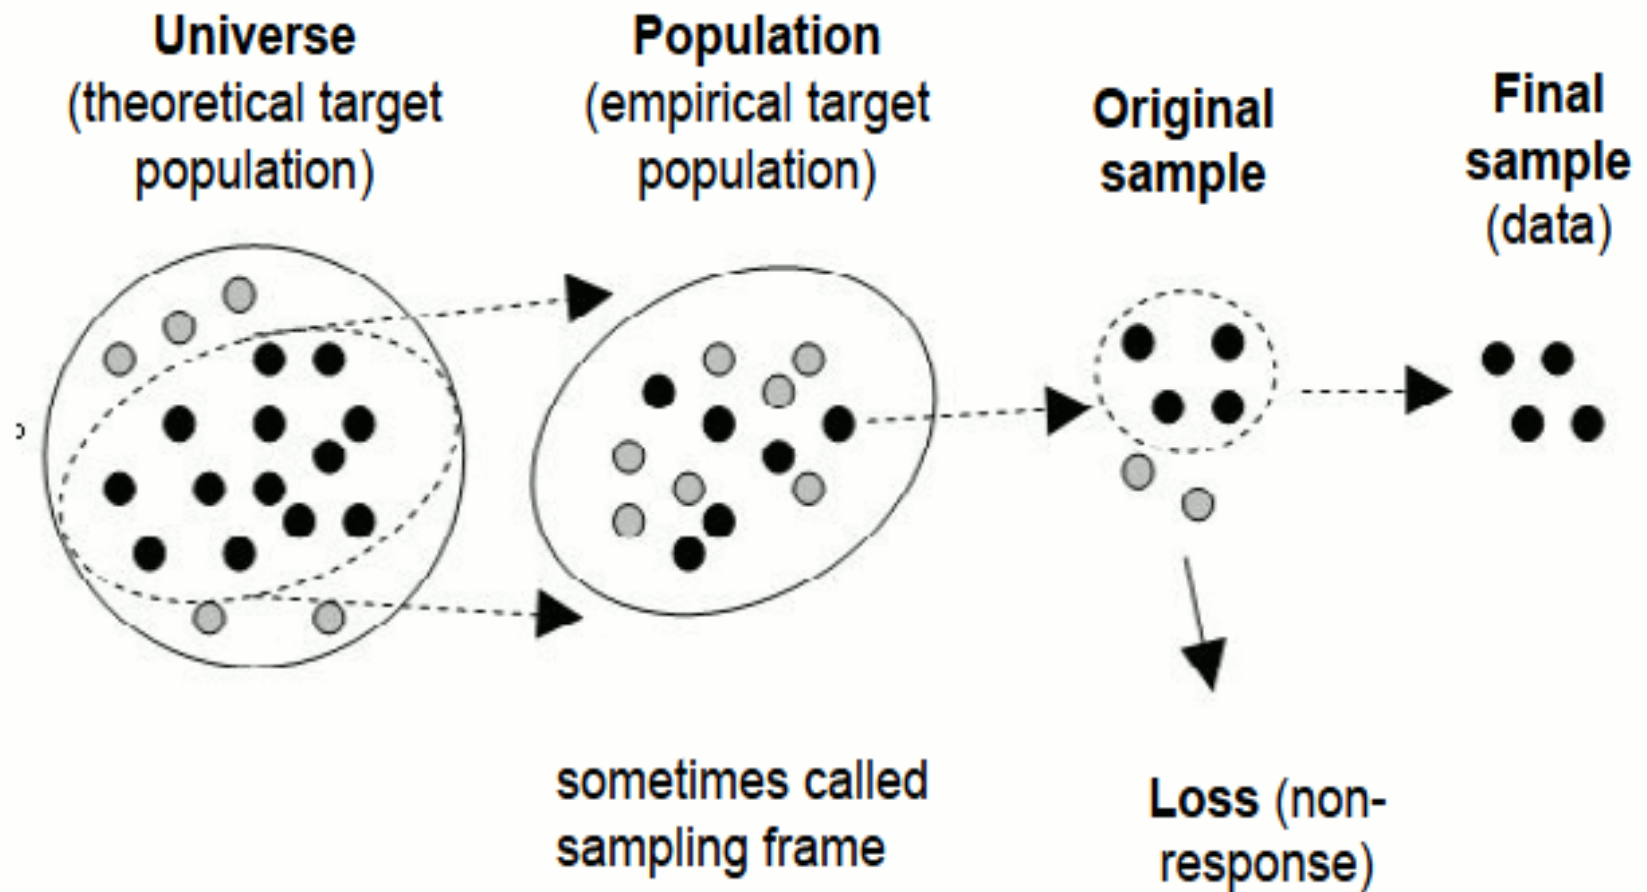 Universe
(theoretical target
population)
Population
(empirical target
population)
Original
sample
Final
sample
(data)
sometimes called
sampling frame
Loss (non-
response)